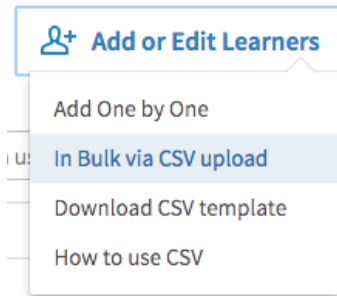 Add or Edit Learners
Add One by One
In Bulk via CSV upload
Download CSV template
How to use CSV